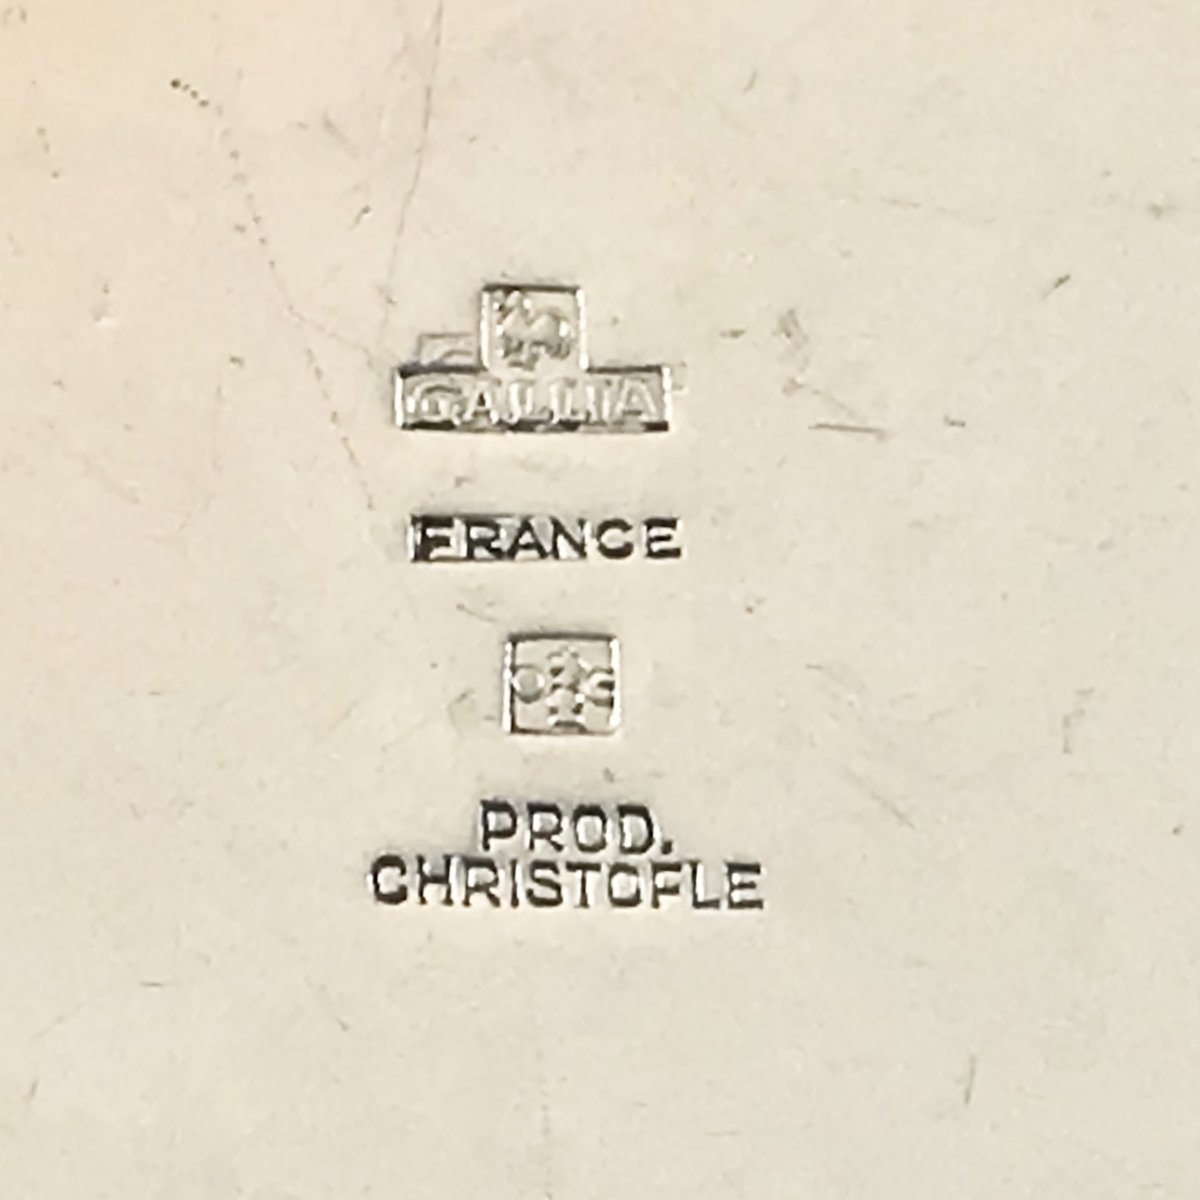 GALLIA
FRANCE
O C
PROD.
CHRISTOFLE